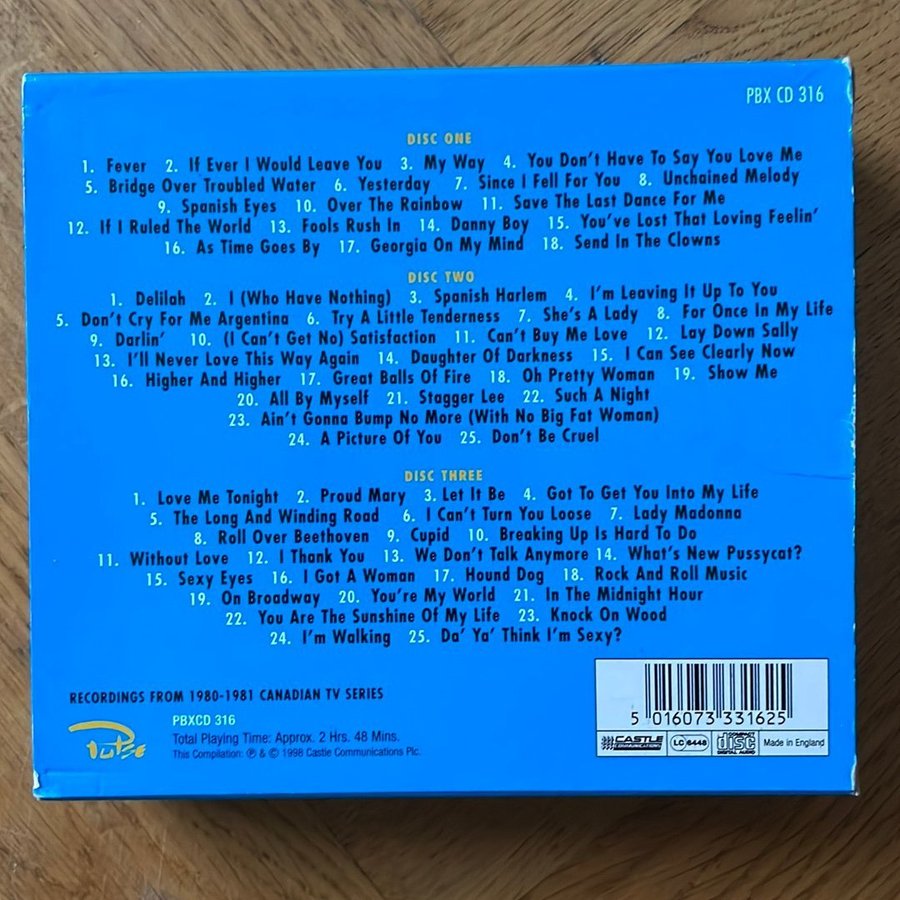 PBX CD 316
DISC ONE
1. Fever 2. If Ever I Would Leave You 3. My Way 4. You Don't Have To Say You Love Me
5. Bridge Over Troubled Water 6. Yesterday 7. Since I Fell For You 8. Unchained Melody
9. Spanish Eyes 10. Over The Rainbow 11. Save The Last Dance For Me
12. If I Ruled The World 13. Fools Rush In 14. Danny Boy 15. You've Lost That Loving Feelin'
16. As Time Goes By 17. Georgia On My Mind 18. Send In The Clowns
DISC TWO
1. Delilah 2. I (Who Have Nothing) 3. Spanish Harlem 4. I'm Leaving It Up To You
5. Don't Cry For Me Argentina 6. Try A Little Tenderness 7. She's A Lady 8. For Once In My Life
9. Darlin' 10. (I Can't Get No) Satisfaction 11. Can't Buy Me Love 12. Lay Down Sally
13. I'll Never Love This Way Again 14. Daughter Of Darkness 15. I Can See Clearly Now
16. Higher And Higher 17. Great Balls Of Fire 18. Oh Pretty Woman 19. Show Me
20. All By Myself 21. Stagger Lee 22. Such A Night
23. Ain't Gonna Bump No More (With No Big Fat Woman)
24. A Picture Of You 25. Don't Be Cruel
DISC THREE
1. Love Me Tonight 2. Proud Mary 3. Let It Be 4. Got To Get You Into My Life
5. The Long And Winding Road 6. I Can't Turn You Loose 7. Lady Madonna
8. Roll Over Beethoven 9. Cupid 10. Breaking Up Is Hard To Do
11. Without Love 12. I Thank You 13. We Don't Talk Anymore 14. What's New Pussycat?
15. Sexy Eyes 16. I Got A Woman 17. Hound Dog 18. Rock And Roll Music
19. On Broadway 20. You're My World 21. In The Midnight Hour
22. You Are The Sunshine Of My Life 23. Knock On Wood
24. I'm Walking 25. Da' Ya' Think I'm Sexy?
RECORDINGS FROM 1980-1981 CANADIAN TV SERIES
Pulse
PBXCD 316
Total Playing Time: Approx. 2 Hrs. 48 Mins.
This Compilation: ℗ & © 1998 Castle Communications Plc.
5 016073 331625
CASTLE COMMUNICATIONS
LC 6448
COMPACT disc DIGITAL AUDIO
Made in England